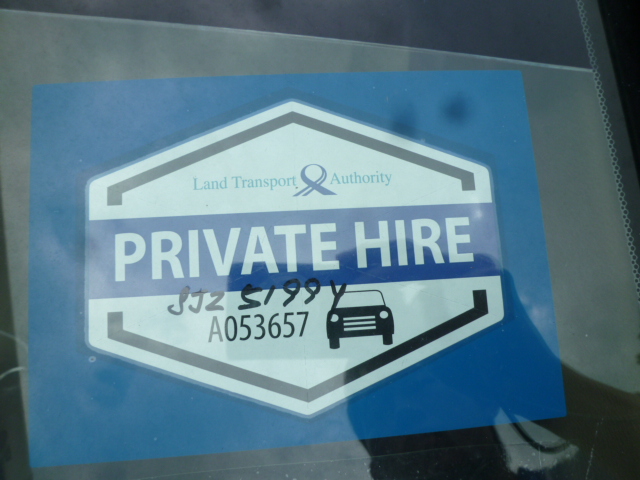 Land Transport Authority
PRIVATE HIRE
SJZ 5199Y
A053657